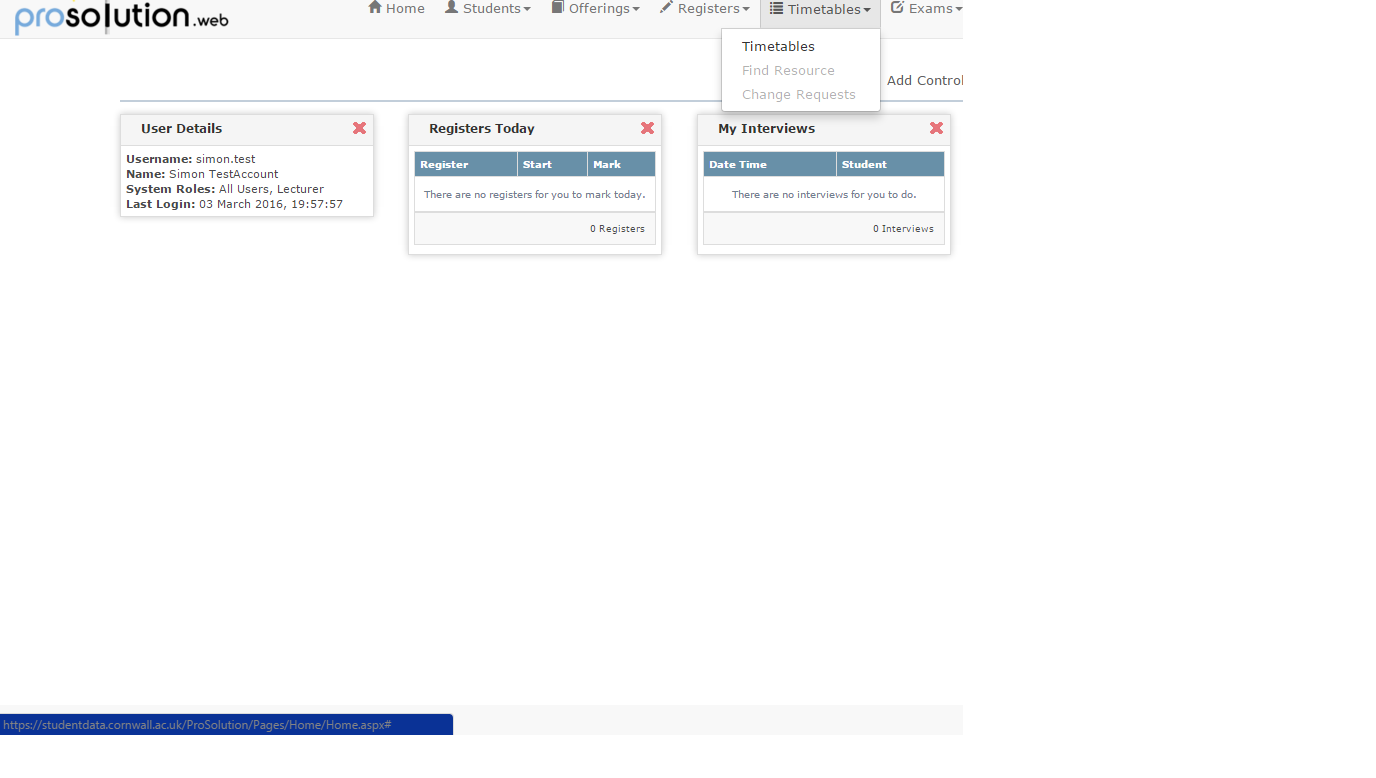 prosolution.web
Home Students Offerings Registers Timetables Exams
Timetables
Find Resource
Change Requests
Add Control
User Details
Username: simon.test
Name: Simon TestAccount
System Roles: All Users, Lecturer
Last Login: 03 March 2016, 19:57:57
Registers Today
Register Start Mark
There are no registers for you to mark today.
0 Registers
My Interviews
Date Time Student
There are no interviews for you to do.
0 Interviews
https://studentdata.cornwall.ac.uk/ProSolution/Pages/Home/Home.aspx#